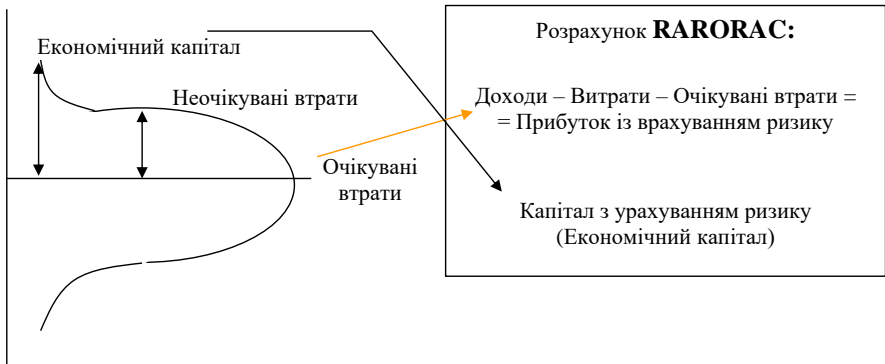 Економічний капітал
Неочікувані втрати
Очікувані
втрати
Розрахунок RARORAC:
Доходи – Витрати – Очікувані втрати =
= Прибуток із врахуванням ризику
Капітал з урахуванням ризику
(Економічний капітал)